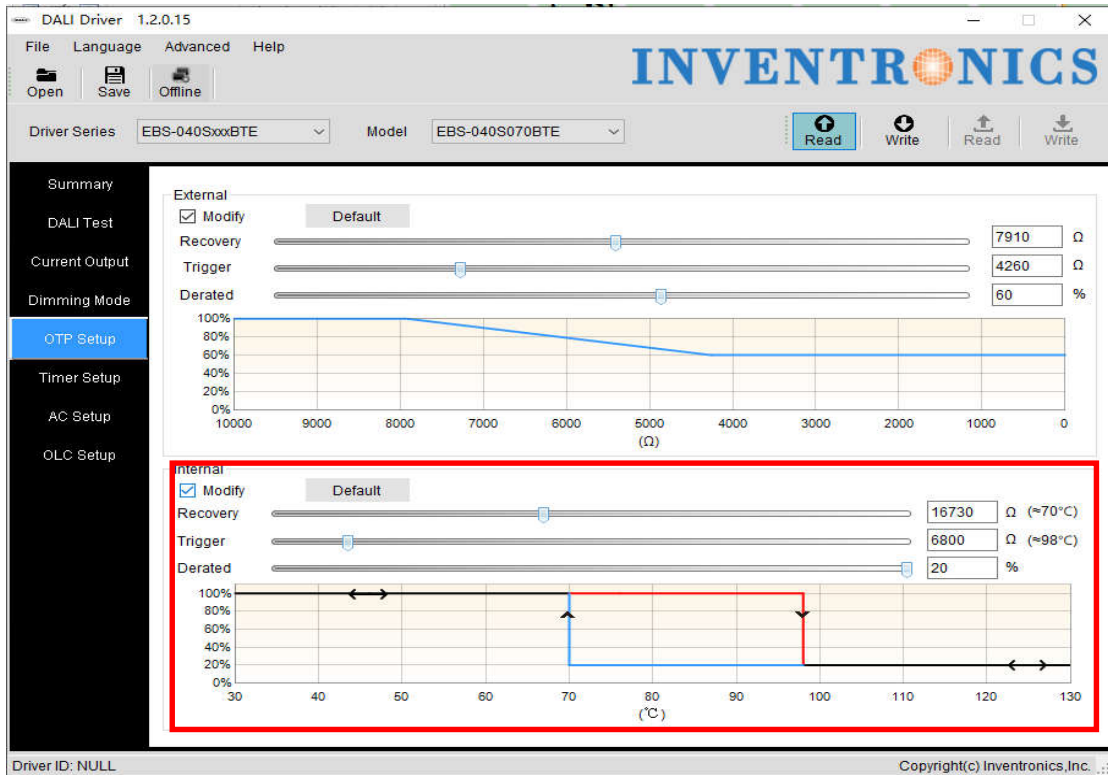 DALI Driver 1.2.0.15
File Language Advanced Help
INVENTRONICS
Open Save Offline
Driver Series EBS-040SxxxBTE Model EBS-040S070BTE Read Write Read Write
Summary
DALI Test
Current Output
Dimming Mode
OTP Setup
Timer Setup
AC Setup
OLC Setup
External
Modify Default
Recovery 7910 Ω
Trigger 4260 Ω
Derated 60 %
100%
80%
60%
40%
20%
0%
10000 9000 8000 7000 6000 5000 4000 3000 2000 1000 0
(Ω)
Internal
Modify Default
Recovery 16730 Ω (≈70°C)
Trigger 6800 Ω (≈98°C)
Derated 20 %
100%
80%
60%
40%
20%
0%
30 40 50 60 70 80 90 100 110 120 130
(℃)
Driver ID: NULL Copyright(c) Inventronics,Inc.